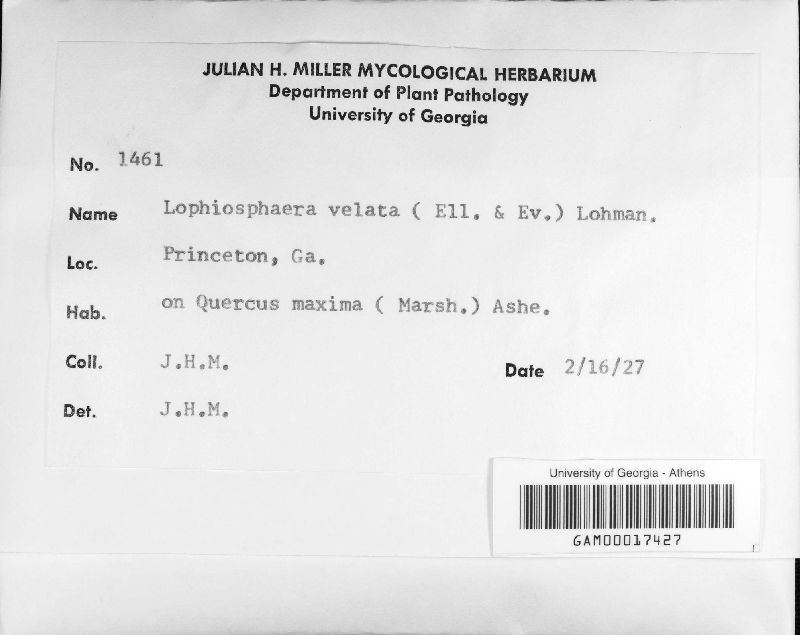 JULIAN H. MILLER MYCOLOGICAL HERBARIUM
Department of Plant Pathology
University of Georgia
No. 1461
Name Lophiosphaera velata ( Ell. & Ev.) Lohman.
Loc. Princeton, Ga.
Hab. on Quercus maxima ( Marsh.) Ashe.
Coll. J.H.M. Date 2/16/27
Det. J.H.M.
University of Georgia - Athens
GAM00017427